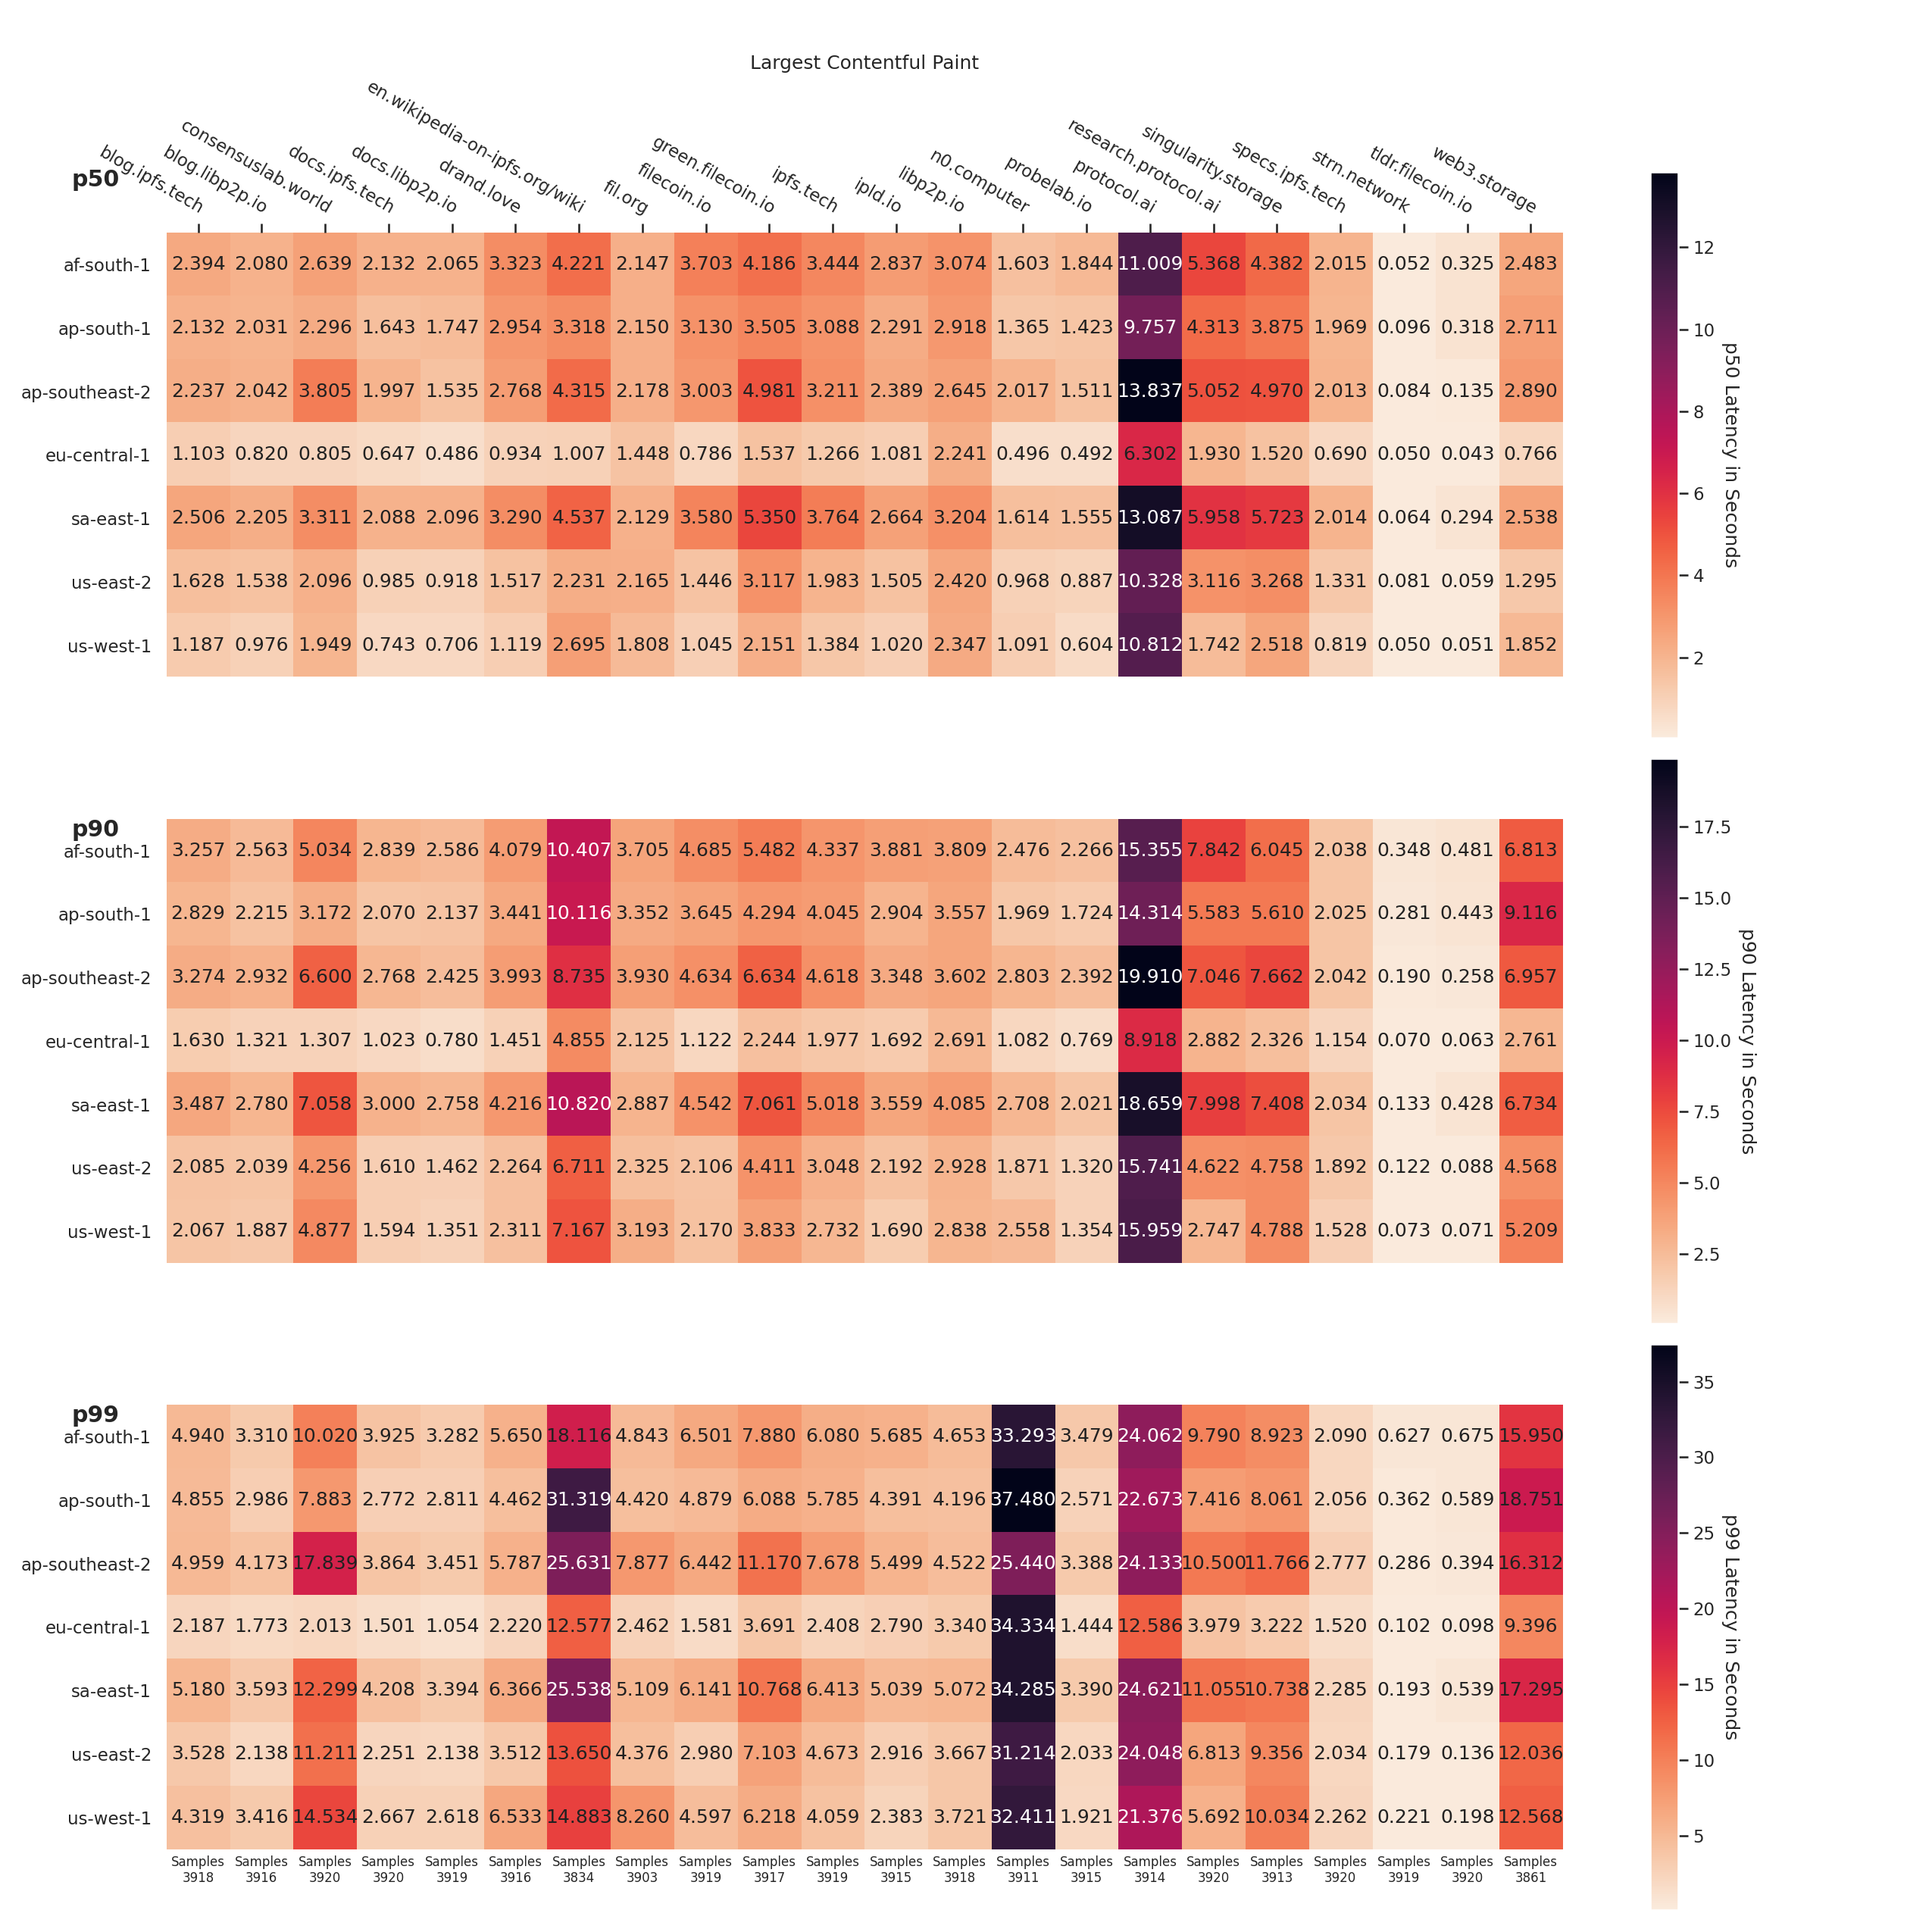 Largest Contentful Paint
p50
blog.ipfs.tech
blog.libp2p.io
consensuslab.world
docs.ipfs.tech
docs.libp2p.io
drand.love
en.wikipedia-on-ipfs.org/wiki
fil.org
filecoin.io
green.filecoin.io
ipfs.tech
ipld.io
libp2p.io
n0.computer
probelab.io
protocol.ai
research.protocol.ai
singularity.storage
specs.ipfs.tech
strn.network
tldr.filecoin.io
web3.storage
af-south-1 2.394 2.080 2.639 2.132 2.065 3.323 4.221 2.147 3.703 4.186 3.444 2.837 3.074 1.603 1.844 11.009 5.368 4.382 2.015 0.052 0.325 2.483
ap-south-1 2.132 2.031 2.296 1.643 1.747 2.954 3.318 2.150 3.130 3.505 3.088 2.291 2.918 1.365 1.423 9.757 4.313 3.875 1.969 0.096 0.318 2.711
ap-southeast-2 2.237 2.042 3.805 1.997 1.535 2.768 4.315 2.178 3.003 4.981 3.211 2.389 2.645 2.017 1.511 13.837 5.052 4.970 2.013 0.084 0.135 2.890
eu-central-1 1.103 0.820 0.805 0.647 0.486 0.934 1.007 1.448 0.786 1.537 1.266 1.081 2.241 0.496 0.492 6.302 1.930 1.520 0.690 0.050 0.043 0.766
sa-east-1 2.506 2.205 3.311 2.088 2.096 3.290 4.537 2.129 3.580 5.350 3.764 2.664 3.204 1.614 1.555 13.087 5.958 5.723 2.014 0.064 0.294 2.538
us-east-2 1.628 1.538 2.096 0.985 0.918 1.517 2.231 2.165 1.446 3.117 1.983 1.505 2.420 0.968 0.887 10.328 3.116 3.268 1.331 0.081 0.059 1.295
us-west-1 1.187 0.976 1.949 0.743 0.706 1.119 2.695 1.808 1.045 2.151 1.384 1.020 2.347 1.091 0.604 10.812 1.742 2.518 0.819 0.050 0.051 1.852
12
10
8
6
4
2
p50 Latency in Seconds
p90
af-south-1 3.257 2.563 5.034 2.839 2.586 4.079 10.407 3.705 4.685 5.482 4.337 3.881 3.809 2.476 2.266 15.355 7.842 6.045 2.038 0.348 0.481 6.813
ap-south-1 2.829 2.215 3.172 2.070 2.137 3.441 10.116 3.352 3.645 4.294 4.045 2.904 3.557 1.969 1.724 14.314 5.583 5.610 2.025 0.281 0.443 9.116
ap-southeast-2 3.274 2.932 6.600 2.768 2.425 3.993 8.735 3.930 4.634 6.634 4.618 3.348 3.602 2.803 2.392 19.910 7.046 7.662 2.042 0.190 0.258 6.957
eu-central-1 1.630 1.321 1.307 1.023 0.780 1.451 4.855 2.125 1.122 2.244 1.977 1.692 2.691 1.082 0.769 8.918 2.882 2.326 1.154 0.070 0.063 2.761
sa-east-1 3.487 2.780 7.058 3.000 2.758 4.216 10.820 2.887 4.542 7.061 5.018 3.559 4.085 2.708 2.021 18.659 7.998 7.408 2.034 0.133 0.428 6.734
us-east-2 2.085 2.039 4.256 1.610 1.462 2.264 6.711 2.325 2.106 4.411 3.048 2.192 2.928 1.871 1.320 15.741 4.622 4.758 1.892 0.122 0.088 4.568
us-west-1 2.067 1.887 4.877 1.594 1.351 2.311 7.167 3.193 2.170 3.833 2.732 1.690 2.838 2.558 1.354 15.959 2.747 4.788 1.528 0.073 0.071 5.209
17.5
15.0
12.5
10.0
7.5
5.0
2.5
p90 Latency in Seconds
p99
af-south-1 4.940 3.310 10.020 3.925 3.282 5.650 18.116 4.843 6.501 7.880 6.080 5.685 4.653 33.293 3.479 24.062 9.790 8.923 2.090 0.627 0.675 15.950
ap-south-1 4.855 2.986 7.883 2.772 2.811 4.462 31.319 4.420 4.879 6.088 5.785 4.391 4.196 37.480 2.571 22.673 7.416 8.061 2.056 0.362 0.589 18.751
ap-southeast-2 4.959 4.173 17.839 3.864 3.451 5.787 25.631 7.877 6.442 11.170 7.678 5.499 4.522 25.440 3.388 24.133 10.500 11.766 2.777 0.286 0.394 16.312
eu-central-1 2.187 1.773 2.013 1.501 1.054 2.220 12.577 2.462 1.581 3.691 2.408 2.790 3.340 34.334 1.444 12.586 3.979 3.222 1.520 0.102 0.098 9.396
sa-east-1 5.180 3.593 12.299 4.208 3.394 6.366 25.538 5.109 6.141 10.768 6.413 5.039 5.072 34.285 3.390 24.621 11.055 10.738 2.285 0.193 0.539 17.295
us-east-2 3.528 2.138 11.211 2.251 2.138 3.512 13.650 4.376 2.980 7.103 4.673 2.916 3.667 31.214 2.033 24.048 6.813 9.356 2.034 0.179 0.136 12.036
us-west-1 4.319 3.416 14.534 2.667 2.618 6.533 14.883 8.260 4.597 6.218 4.059 2.383 3.721 32.411 1.921 21.376 5.692 10.034 2.262 0.221 0.198 12.568
Samples Samples Samples Samples Samples Samples Samples Samples Samples Samples Samples Samples Samples Samples Samples Samples Samples Samples Samples Samples Samples Samples
3918 3916 3920 3920 3919 3916 3834 3903 3919 3917 3919 3915 3918 3911 3915 3914 3920 3913 3920 3919 3920 3861
35
30
25
20
15
10
5
p99 Latency in Seconds